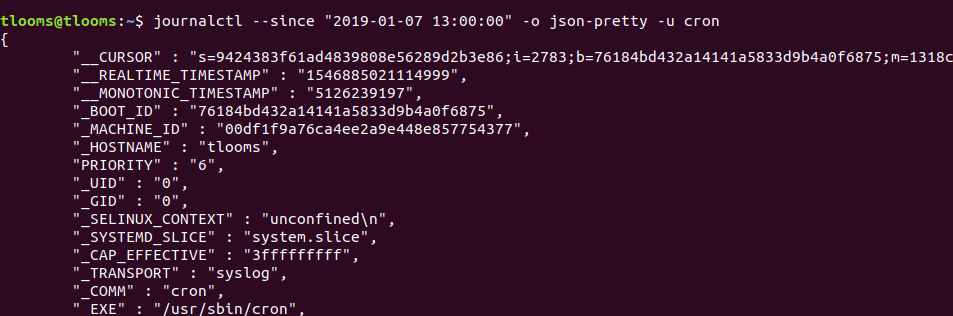 tlooms@tlooms:~$ journalctl --since "2019-01-07 13:00:00" -o json-pretty -u cron
{
"__CURSOR" : "s=9424383f61ad4839808e56289d2b3e86;i=2783;b=76184bd432a14141a5833d9b4a0f6875;m=1318c
"__REALTIME_TIMESTAMP" : "1546885021114999",
"__MONOTONIC_TIMESTAMP" : "5126239197",
"_BOOT_ID" : "76184bd432a14141a5833d9b4a0f6875",
"_MACHINE_ID" : "00df1f9a76ca4ee2a9e448e857754377",
"_HOSTNAME" : "tlooms",
"PRIORITY" : "6",
"_UID" : "0",
"_GID" : "0",
"_SELINUX_CONTEXT" : "unconfined\n",
"_SYSTEMD_SLICE" : "system.slice",
"_CAP_EFFECTIVE" : "3fffffffff",
"_TRANSPORT" : "syslog",
"_COMM" : "cron",
"_EXE" : "/usr/sbin/cron",